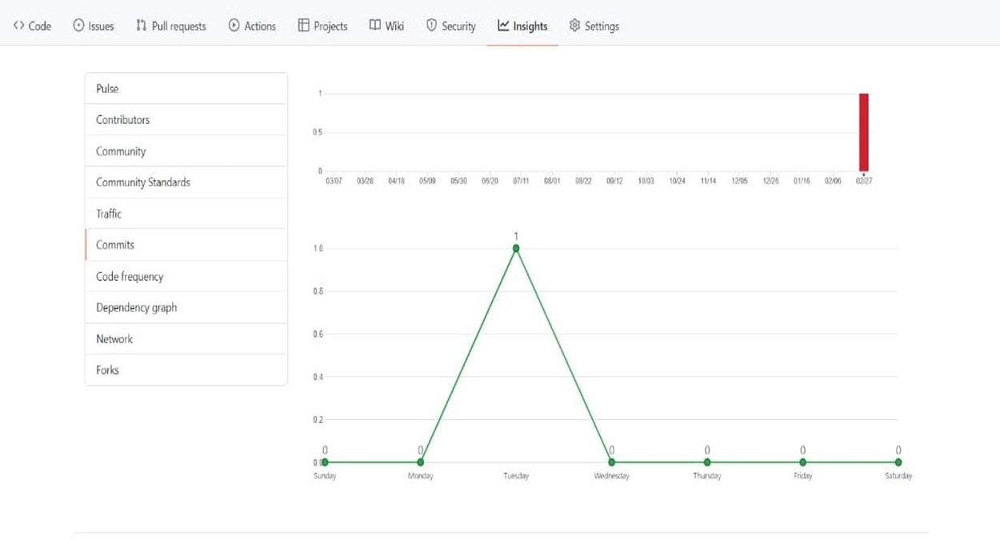 Code Issues Pull requests Actions Projects Wiki Security Insights Settings
Pulse
Contributors
Community
Community Standards
Traffic
Commits
Code frequency
Dependency graph
Network
Forks
1
0.5
0
03/07 03/28 04/18 05/09 05/30 06/20 07/11 08/01 08/22 09/12 10/03 10/24 11/14 12/05 12/26 01/16 02/06 02/27
1
1.0
0.8
0.6
0.4
0.2
0 0 0 0 0 0
0.0
Sunday Monday Tuesday Wednesday Thursday Friday Saturday